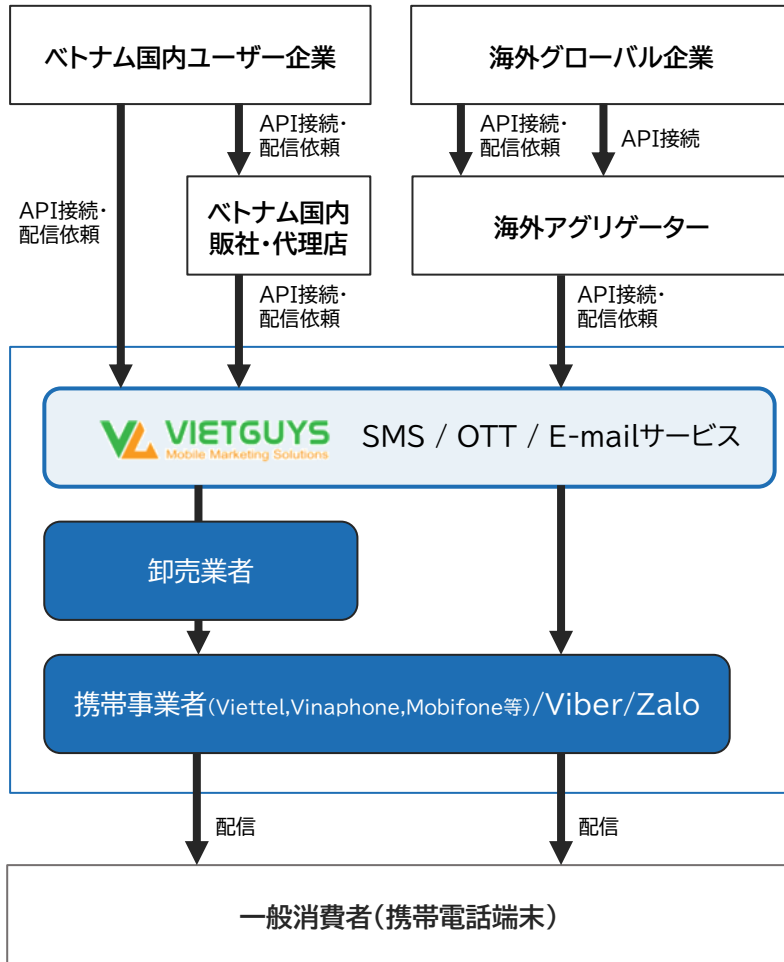 ベトナム国内ユーザー企業
海外グローバル企業
API接続・
配信依頼
API接続・
配信依頼
API接続
API接続・
配信依頼
ベトナム国内
販社・代理店
海外アグリゲーター
API接続・
配信依頼
API接続・
配信依頼
VIETGUYS
Mobile Marketing Solutions
SMS / OTT / E-mailサービス
卸売業者
携帯事業者(Viettel,Vinaphone,Mobifone等)/Viber/Zalo
配信
配信
一般消費者(携帯電話端末)